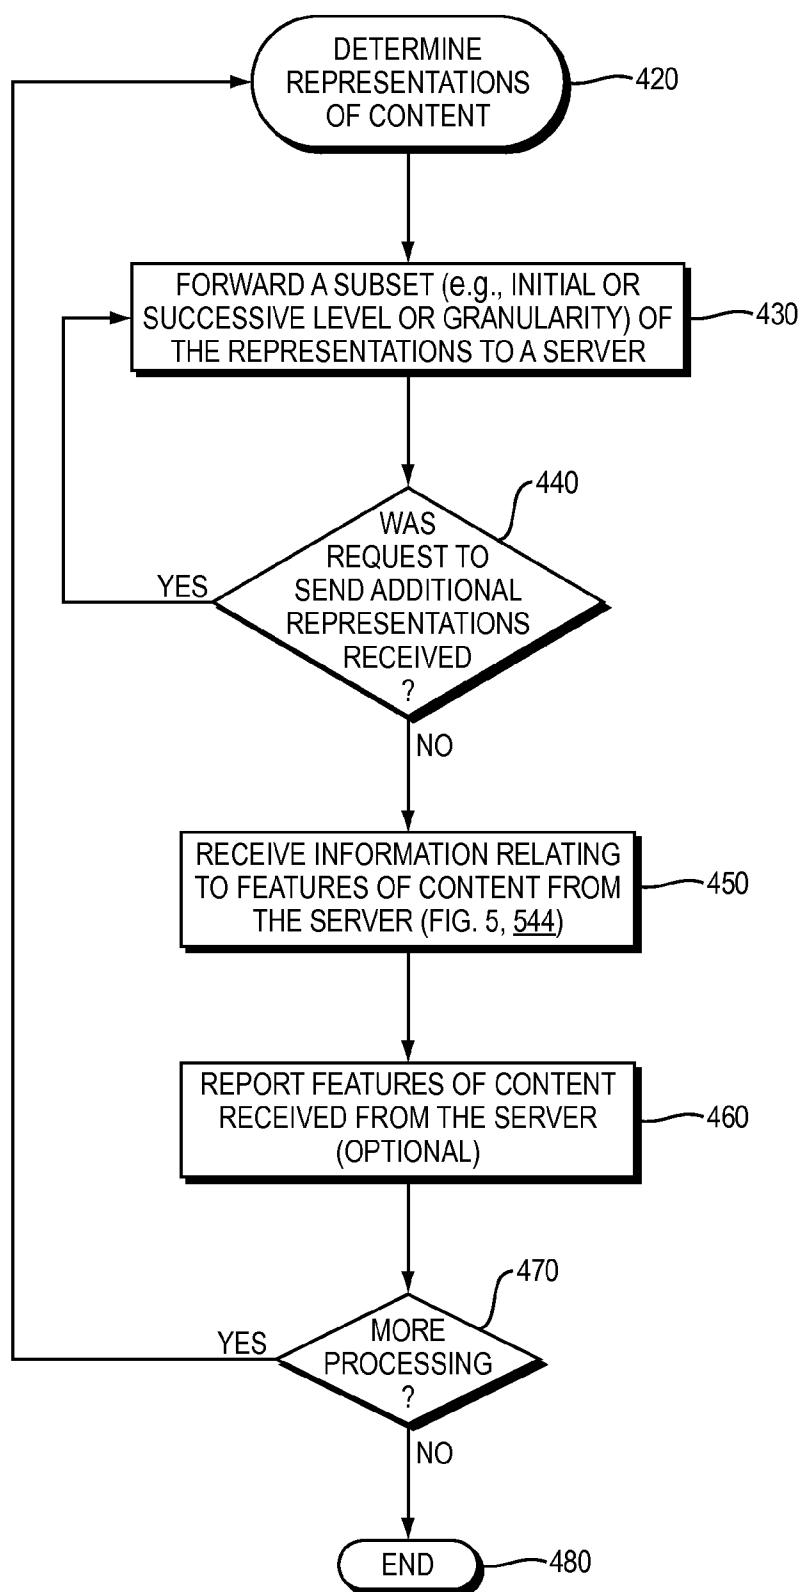 DETERMINE
REPRESENTATIONS
OF CONTENT
420
FORWARD A SUBSET (e.g., INITIAL OR
SUCCESSIVE LEVEL OR GRANULARITY) OF
THE REPRESENTATIONS TO A SERVER
430
440
WAS
REQUEST TO
SEND ADDITIONAL
REPRESENTATIONS
RECEIVED
?
YES
NO
RECEIVE INFORMATION RELATING
TO FEATURES OF CONTENT FROM
THE SERVER (FIG. 5, 544)
450
REPORT FEATURES OF CONTENT
RECEIVED FROM THE SERVER
(OPTIONAL)
460
470
MORE
PROCESSING
?
YES
NO
END
480